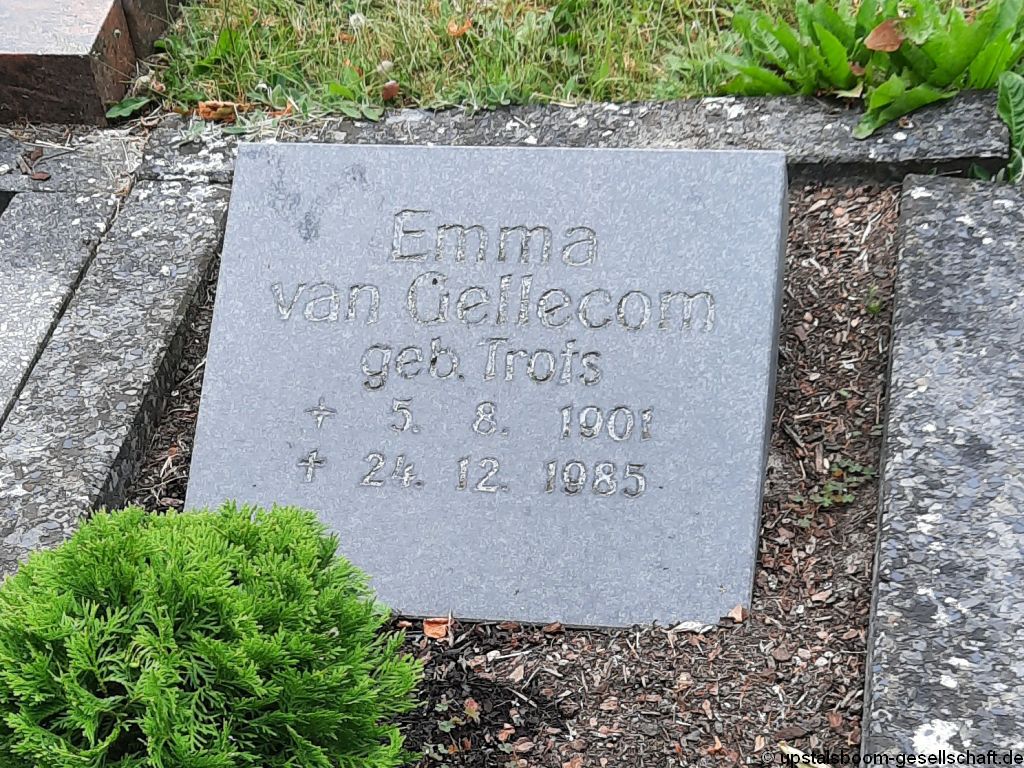 Emma
van Gellecom
geb. Trots
5. 8. 1901
† 24. 12. 1985
© upstalsboom-gesellschaft.de